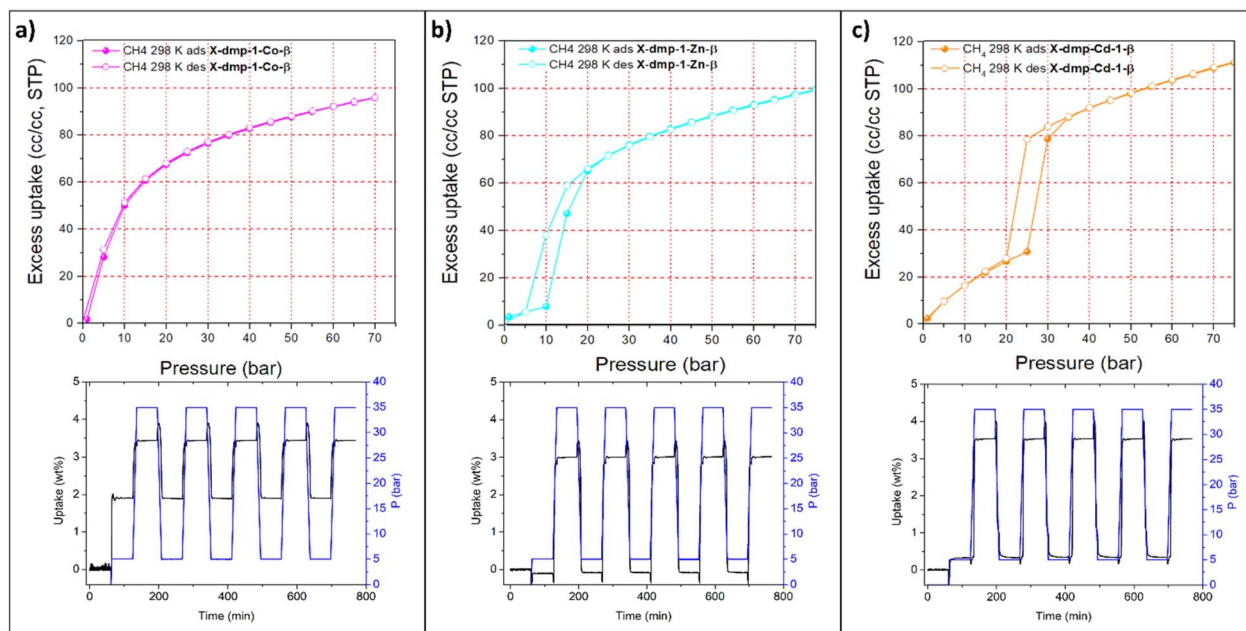 a)
CH4 298 K ads X-dmp-1-Co-β
CH4 298 K des X-dmp-1-Co-β
Excess uptake (cc/cc, STP)
120
100
80
60
40
20
0
0 10 20 30 40 50 60 70
Pressure (bar)
Uptake (wt%)
5
4
3
2
1
0
P (bar)
40
35
30
25
20
15
10
5
0
0 200 400 600 800
Time (min)
b)
CH4 298 K ads X-dmp-1-Zn-β
CH4 298 K des X-dmp-1-Zn-β
Excess uptake (cc/cc, STP)
120
100
80
60
40
20
0
0 10 20 30 40 50 60 70
Pressure (bar)
Uptake (wt%)
5
4
3
2
1
0
P (bar)
40
35
30
25
20
15
10
5
0
0 200 400 600 800
Time (min)
c)
CH₄ 298 K ads X-dmp-Cd-1-β
CH₄ 298 K des X-dmp-Cd-1-β
Excess uptake (cc/cc STP)
120
100
80
60
40
20
0
0 10 20 30 40 50 60 70
Pressure (bar)
Uptake (wt%)
5
4
3
2
1
0
P (bar)
40
35
30
25
20
15
10
5
0
0 200 400 600 800
Time (min)